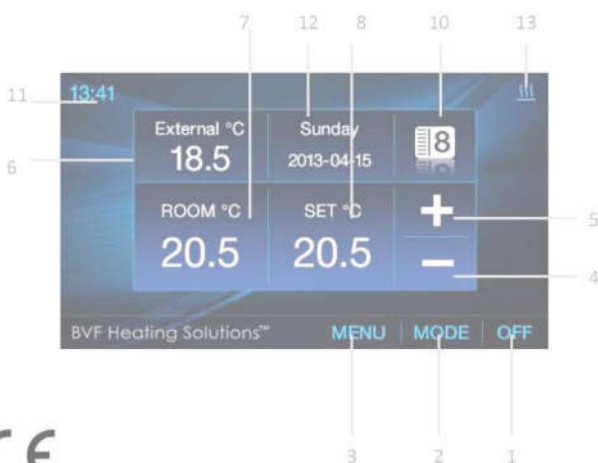 7 12 8 10 13
11 13:41
External °C Sunday 8
6 18.5 2013-04-15
ROOM °C SET °C + 5
20.5 20.5 − 4
BVF Heating Solutions™ MENU MODE OFF
CE
3 2 1